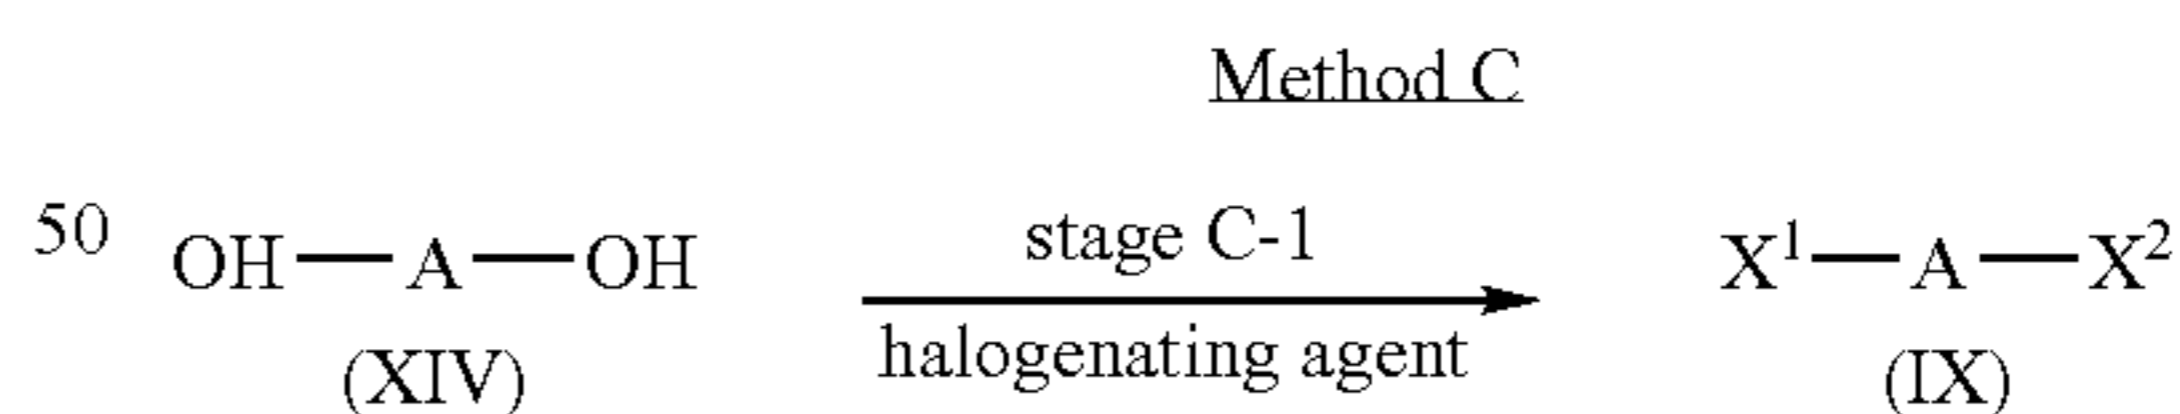 Method C
50 OH—A—OH stage C-1 X¹—A—X²
halogenating agent
(XIV) (IX)